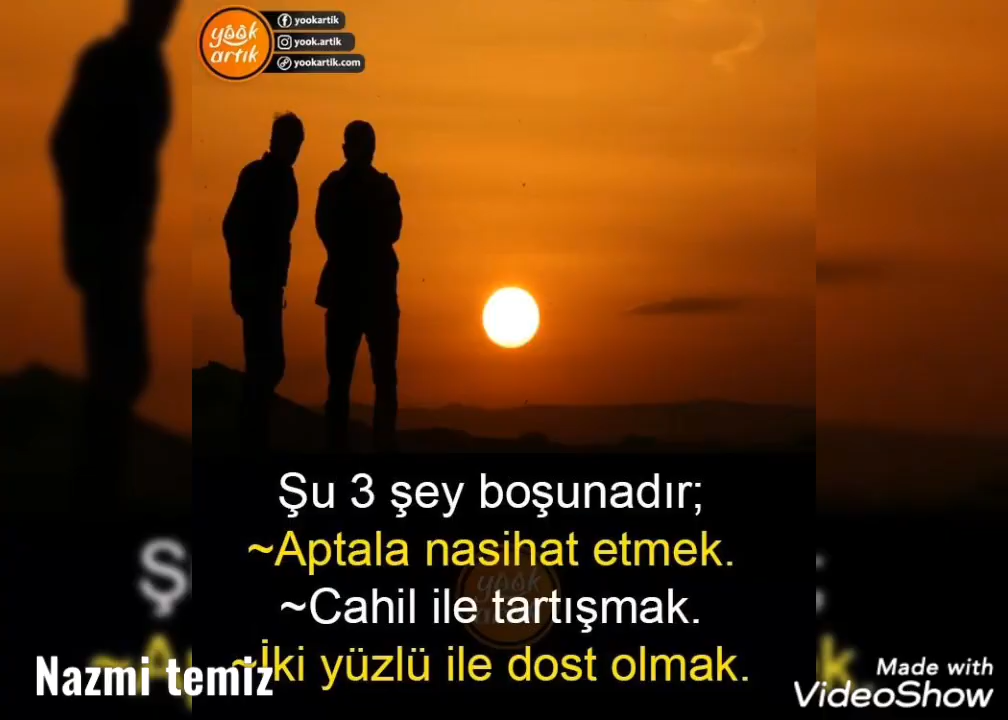 yook
artık
yookartik
yook.artik
yookartik.com
Şu 3 şey boşunadır;
~Aptala nasihat etmek.
~Cahil ile tartışmak.
~İki yüzlü ile dost olmak.
Nazmi temiz
Made with
VideoShow